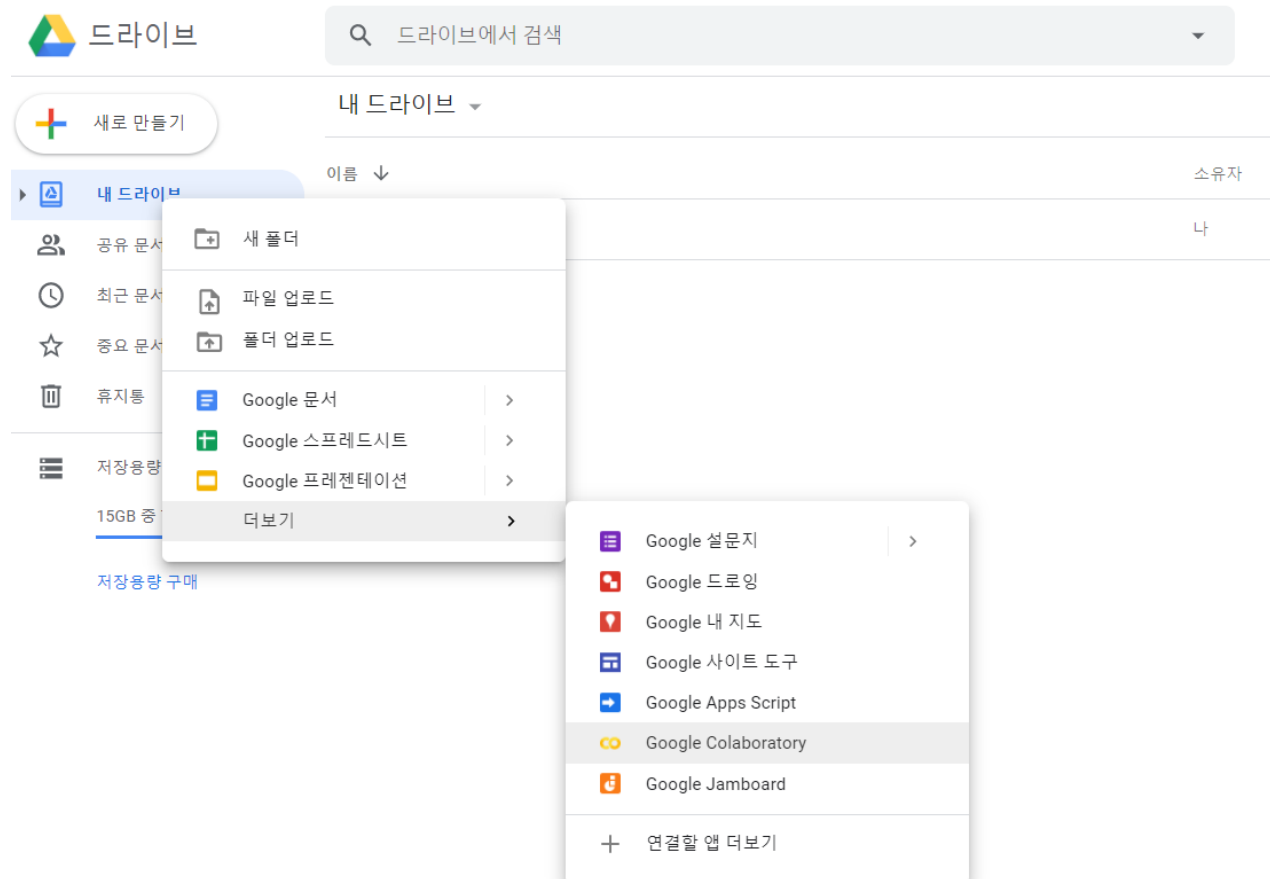 드라이브
드라이브에서 검색
새로 만들기
내 드라이브
이름
소유자
내 드라이브
나
공유 문서
최근 문서
중요 문서
휴지통
저장용량
15GB 중
저장용량 구매
새 폴더
파일 업로드
폴더 업로드
Google 문서
Google 스프레드시트
Google 프레젠테이션
더보기
Google 설문지
Google 드로잉
Google 내 지도
Google 사이트 도구
Google Apps Script
Google Colaboratory
Google Jamboard
연결할 앱 더보기